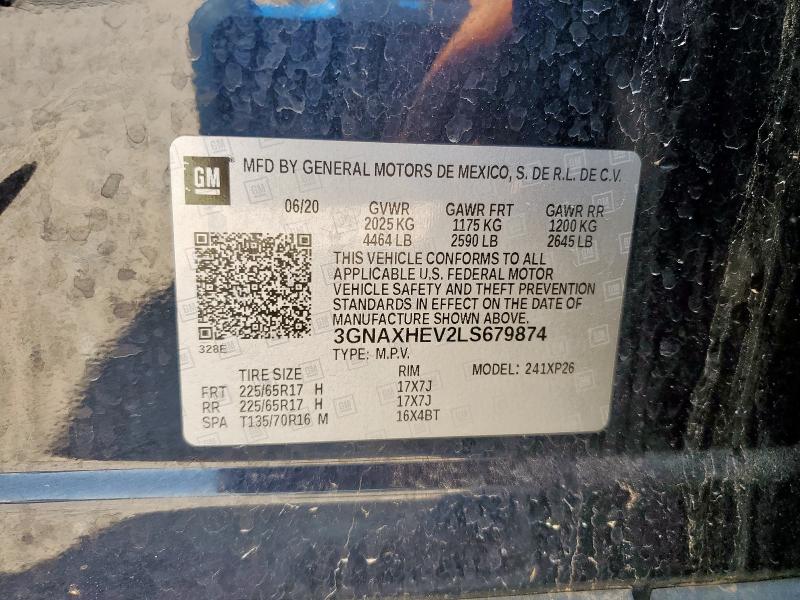 GM MFD BY GENERAL MOTORS DE MEXICO, S. DE R.L. DE C.V.
06/20 GVWR GAWR FRT GAWR RR
2025 KG 1175 KG 1200 KG
4464 LB 2590 LB 2645 LB
THIS VEHICLE CONFORMS TO ALL
APPLICABLE U.S. FEDERAL MOTOR
VEHICLE SAFETY AND THEFT PREVENTION
STANDARDS IN EFFECT ON THE DATE OF
MANUFACTURE SHOWN ABOVE.
3GNAXHEV2LS679874
328E
TYPE: M.P.V.
TIRE SIZE RIM MODEL: 241XP26
FRT 225/65R17 H 17X7J
RR 225/65R17 H 17X7J
SPA T135/70R16 M 16X4BT